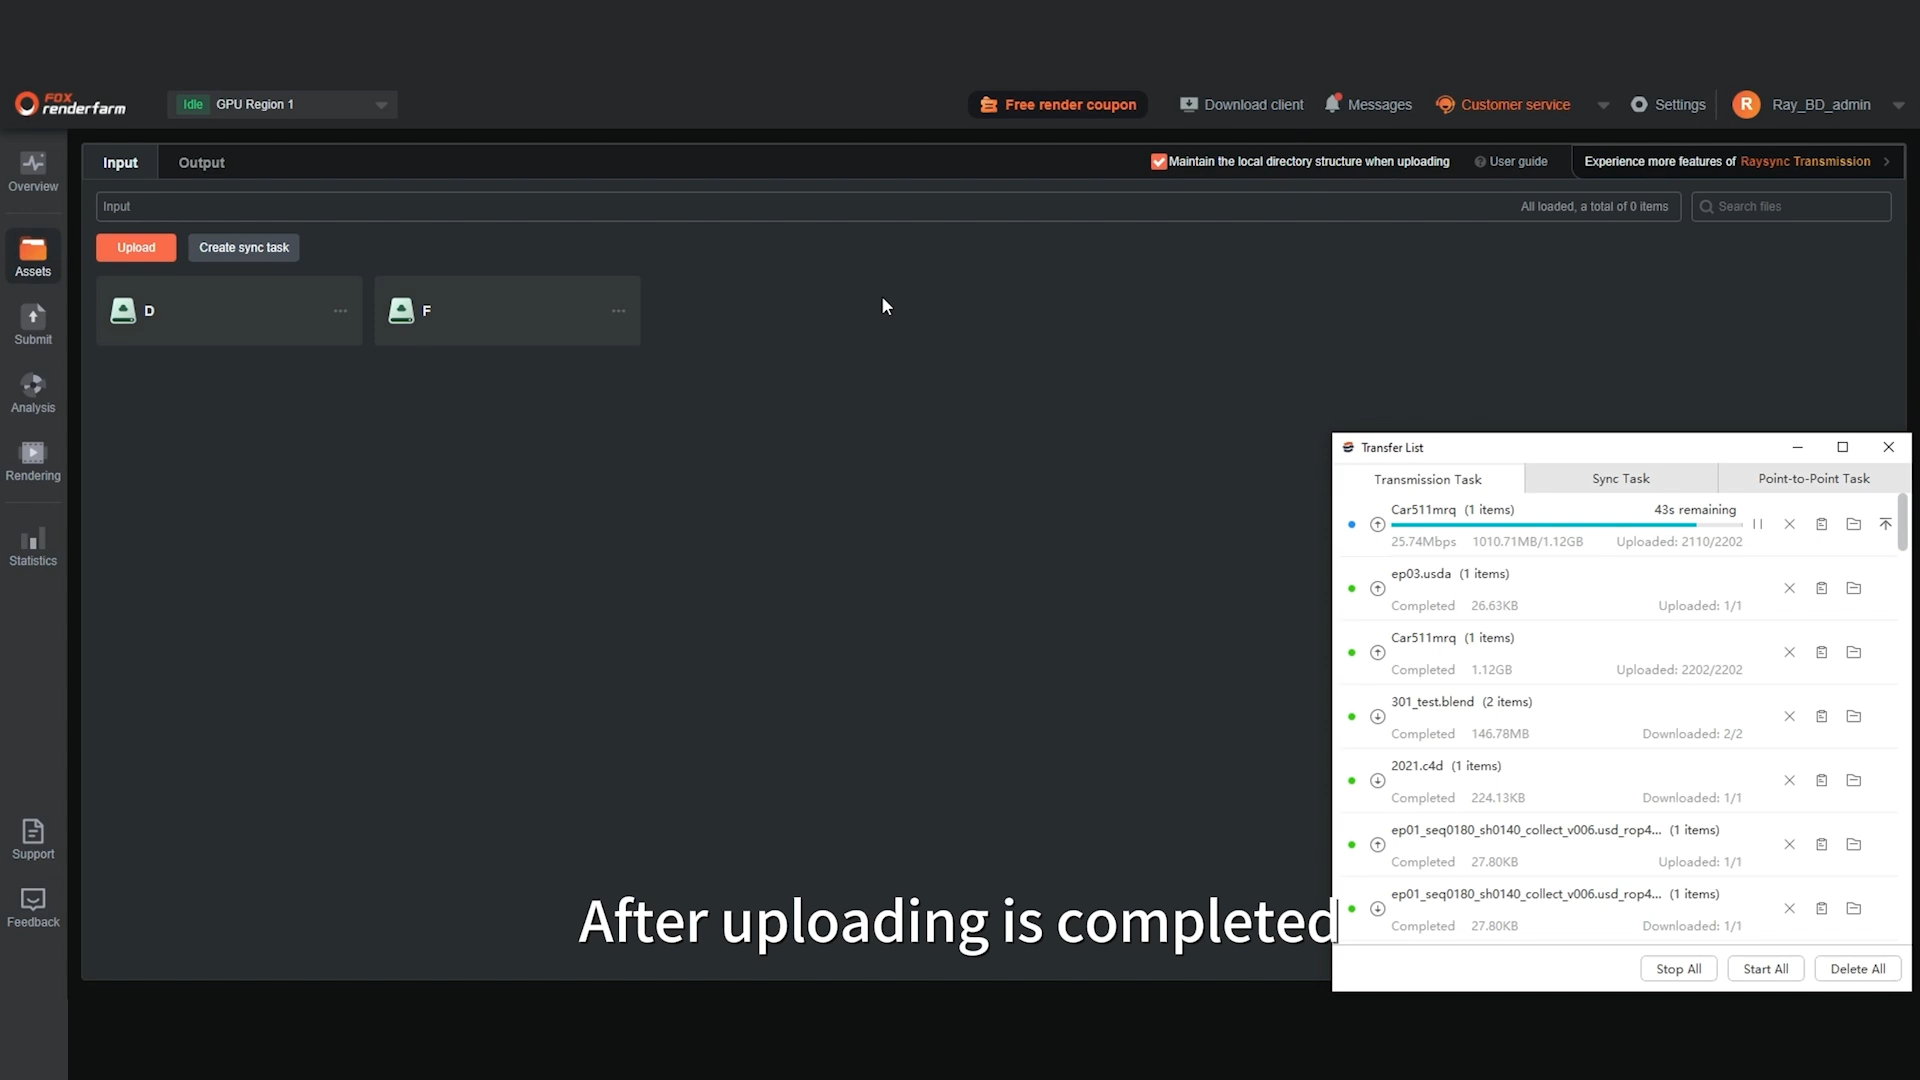 FOX
renderfarm
Idle GPU Region 1
Free render coupon
Download client
Messages
Customer service
Settings
R
Ray_BD_admin
Overview
Assets
Submit
Analysis
Rendering
Statistics
Support
Feedback
Input
Output
Maintain the local directory structure when uploading
User guide
Experience more features of Raysync Transmission
Input
All loaded, a total of 0 items
Search files
Upload
Create sync task
D
F
Transfer List
Transmission Task
Sync Task
Point-to-Point Task
Car511mrq (1 items) 43s remaining
25.74Mbps 1010.71MB/1.12GB Uploaded: 2110/2202
ep03.usda (1 items)
Completed 26.63KB Uploaded: 1/1
Car511mrq (1 items)
Completed 1.12GB Uploaded: 2202/2202
301_test.blend (2 items)
Completed 146.78MB Downloaded: 2/2
2021.c4d (1 items)
Completed 224.13KB Downloaded: 1/1
ep01_seq0180_sh0140_collect_v006.usd_rop4... (1 items)
Completed 27.80KB Uploaded: 1/1
ep01_seq0180_sh0140_collect_v006.usd_rop4... (1 items)
Completed 27.80KB Downloaded: 1/1
Stop All
Start All
Delete All
After uploading is completed